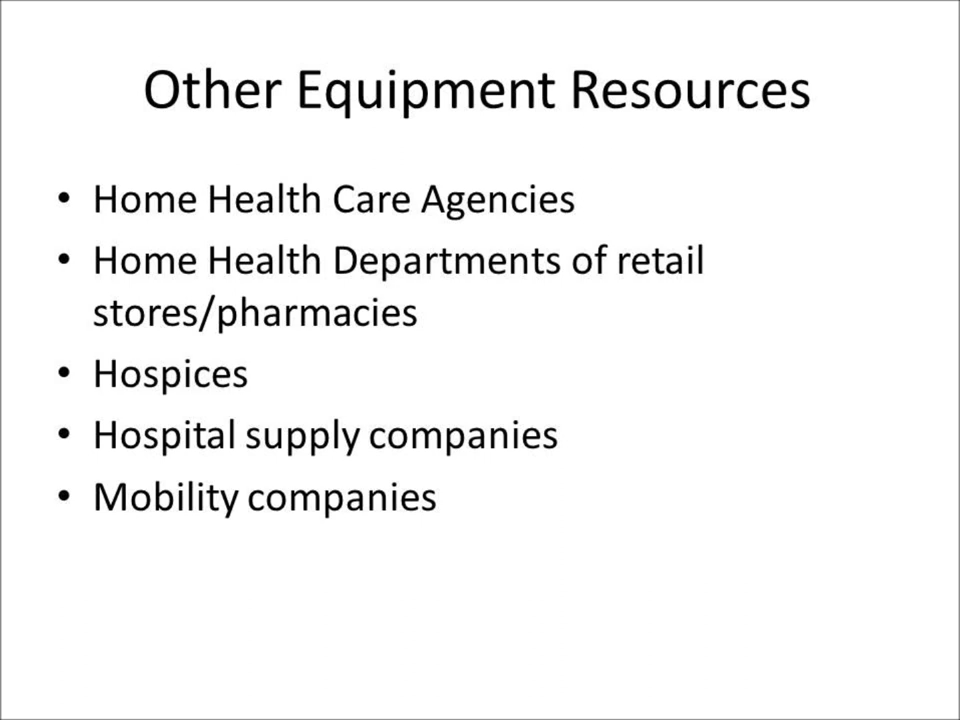 Other Equipment Resources
• Home Health Care Agencies
• Home Health Departments of retail
stores/pharmacies
• Hospices
• Hospital supply companies
• Mobility companies